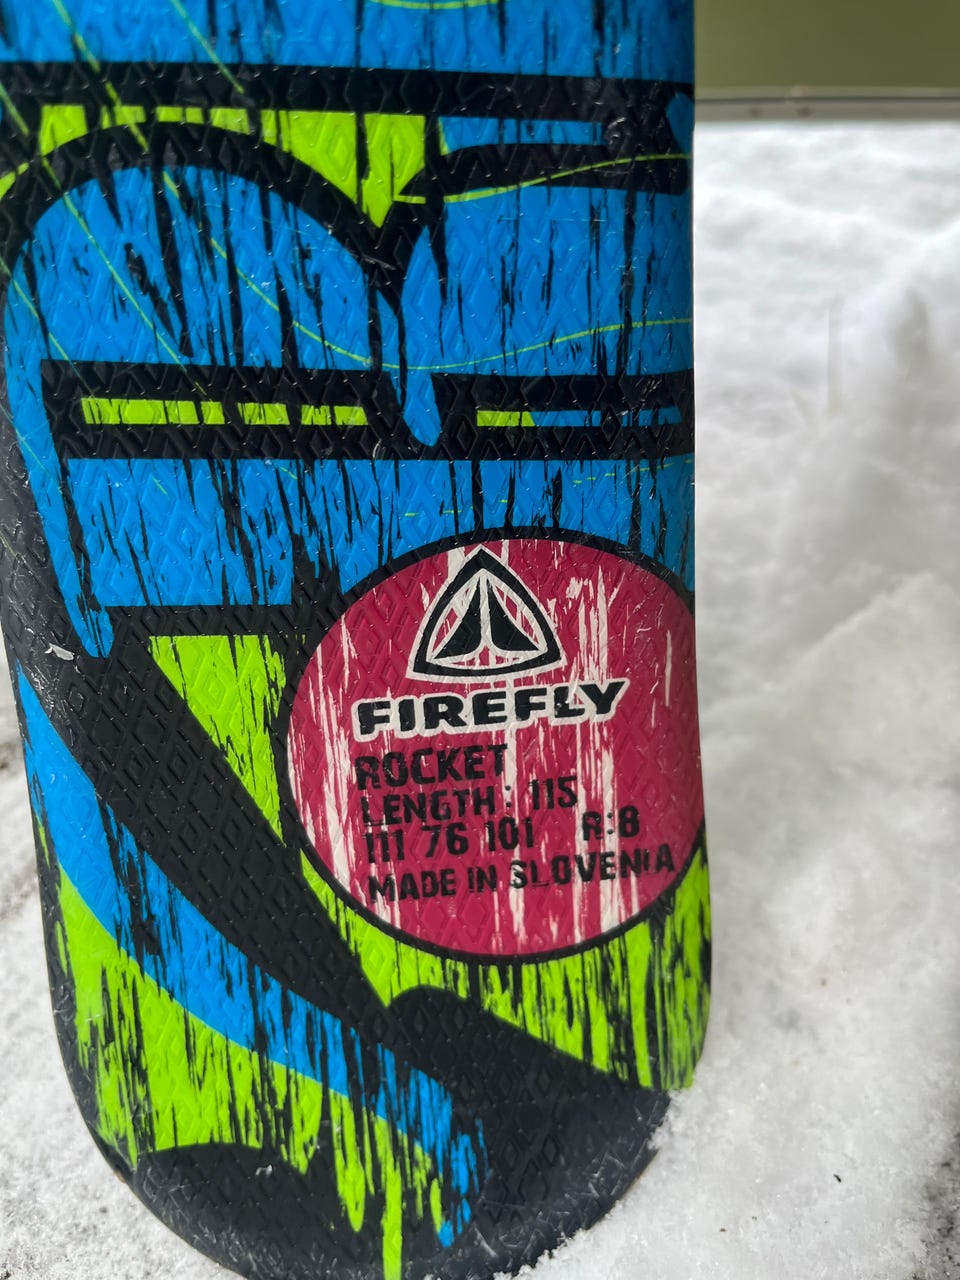 FIREFLY
ROCKET
LENGTH: 115
111 76 101 R:8
MADE IN SLOVENIA